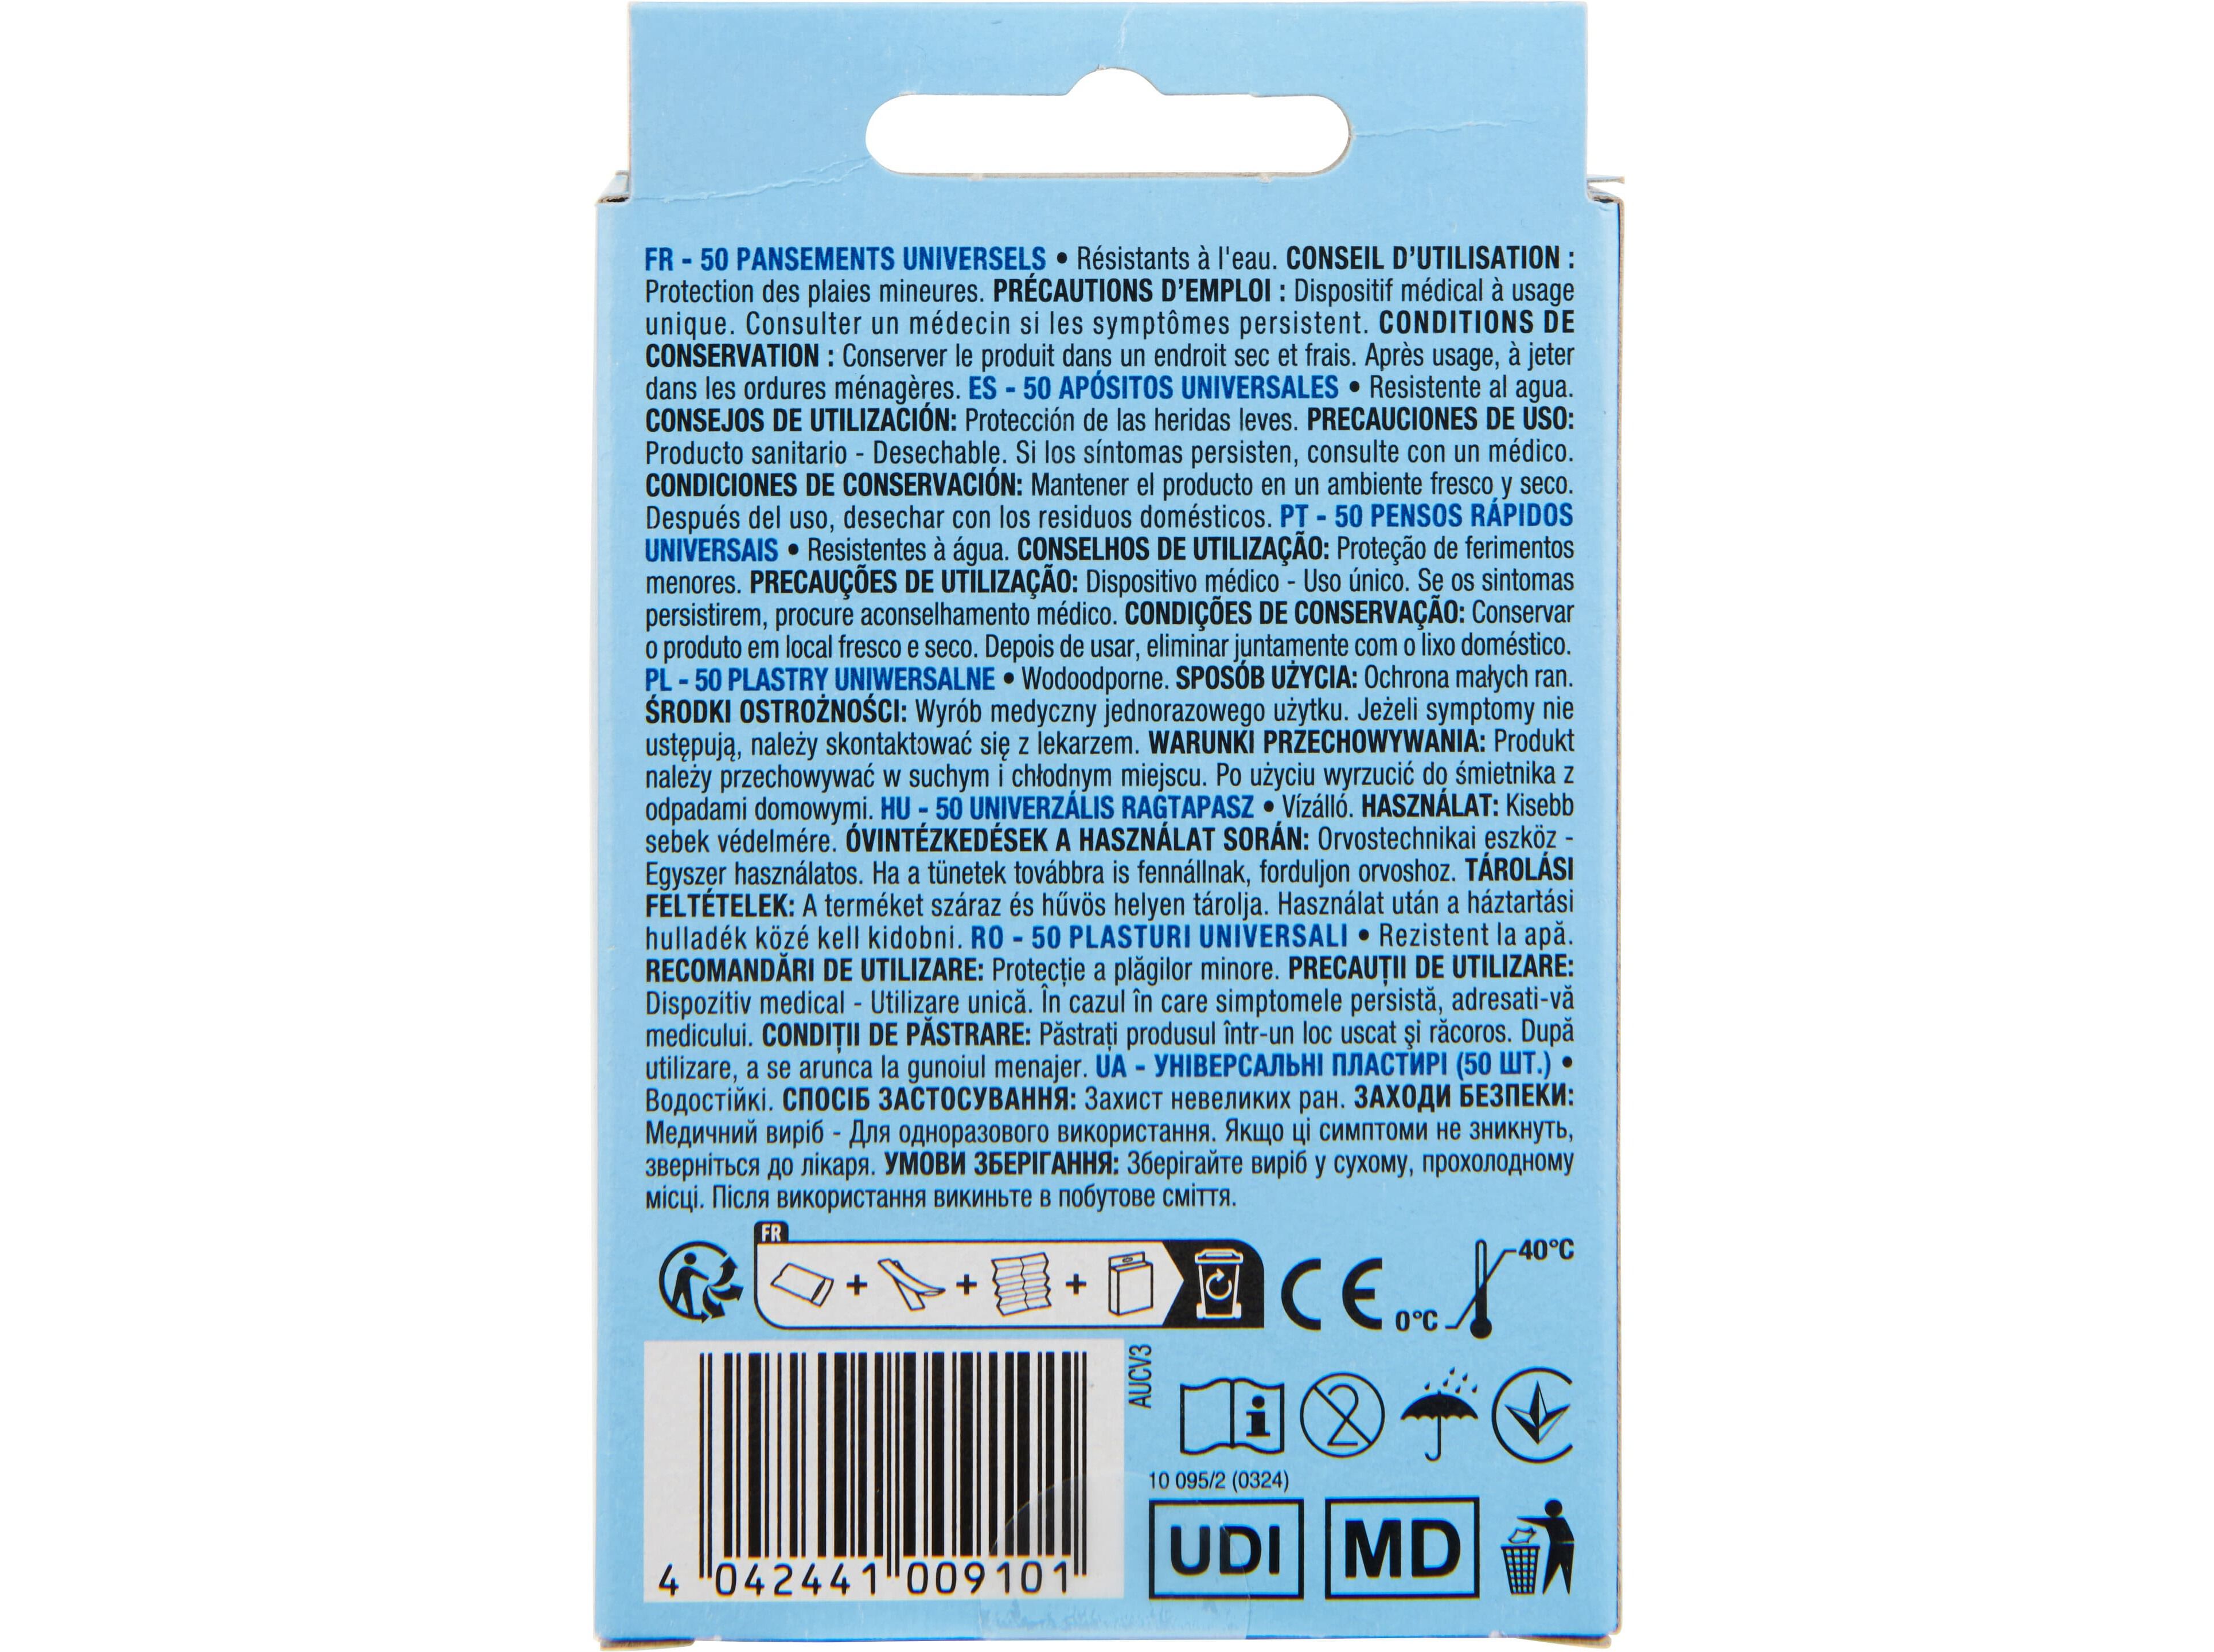 FR - 50 PANSEMENTS UNIVERSELS • Résistants à l'eau. CONSEIL D’UTILISATION :
Protection des plaies mineures. PRÉCAUTIONS D’EMPLOI : Dispositif médical à usage
unique. Consulter un médecin si les symptômes persistent. CONDITIONS DE
CONSERVATION : Conserver le produit dans un endroit sec et frais. Après usage, à jeter
dans les ordures ménagères. ES - 50 APÓSITOS UNIVERSALES • Resistente al agua.
CONSEJOS DE UTILIZACIÓN: Protección de las heridas leves. PRECAUCIONES DE USO:
Producto sanitario - Desechable. Si los síntomas persisten, consulte con un médico.
CONDICIONES DE CONSERVACIÓN: Mantener el producto en un ambiente fresco y seco.
Después del uso, desechar con los residuos domésticos. PT - 50 PENSOS RÁPIDOS
UNIVERSAIS • Resistentes à água. CONSELHOS DE UTILIZAÇÃO: Proteção de ferimentos
menores. PRECAUÇÕES DE UTILIZAÇÃO: Dispositivo médico - Uso único. Se os sintomas
persistirem, procure aconselhamento médico. CONDIÇÕES DE CONSERVAÇÃO: Conservar
o produto em local fresco e seco. Depois de usar, eliminar juntamente com o lixo doméstico.
PL - 50 PLASTRY UNIWERSALNE • Wodoodporne. SPOSÓB UŻYCIA: Ochrona małych ran.
ŚRODKI OSTROŻNOŚCI: Wyrób medyczny jednorazowego użytku. Jeżeli symptomy nie
ustępują, należy skontaktować się z lekarzem. WARUNKI PRZECHOWYWANIA: Produkt
należy przechowywać w suchym i chłodnym miejscu. Po użyciu wyrzucić do śmietnika z
odpadami domowymi. HU - 50 UNIVERZÁLIS RAGTAPASZ • Vízálló. HASZNÁLAT: Kisebb
sebek védelmére. ÓVINTÉZKEDÉSEK A HASZNÁLAT SORÁN: Orvostechnikai eszköz -
Egyszer használatos. Ha a tünetek továbbra is fennállnak, forduljon orvoshoz. TÁROLÁSI
FELTÉTELEK: A terméket száraz és hűvös helyen tárolja. Használat után a háztartási
hulladék közé kell kidobni. RO - 50 PLASTURI UNIVERSALI • Rezistent la apă.
RECOMANDĂRI DE UTILIZARE: Protecție a plăgilor minore. PRECAUȚII DE UTILIZARE:
Dispozitiv medical - Utilizare unică. În cazul în care simptomele persistă, adresati-vă
medicului. CONDIȚII DE PĂSTRARE: Păstrați produsul într-un loc uscat şi răcoros. După
utilizare, a se arunca la gunoiul menajer. UA - УНІВЕРСАЛЬНІ ПЛАСТИРІ (50 ШТ.) •
Водостійкі. СПОСІБ ЗАСТОСУВАННЯ: Захист невеликих ран. ЗАХОДИ БЕЗПЕКИ:
Медичний виріб - Для одноразового використання. Якщо ці симптоми не зникнуть,
зверніться до лікаря. УМОВИ ЗБЕРІГАННЯ: Зберігайте виріб у сухому, прохолодному
місці. Після використання викиньте в побутове сміття.
FR
CE
40°C
0°C
AUCV3
2
10 095/2 (0324)
UDI
MD
4 042441 009101